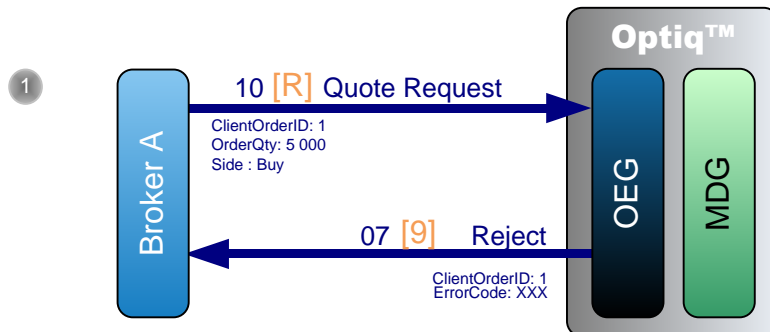 Optiq™
1
10 [R] Quote Request
ClientOrderID: 1
OrderQty: 5 000
Side : Buy
Broker A
OEG
MDG
07 [9] Reject
ClientOrderID: 1
ErrorCode: XXX